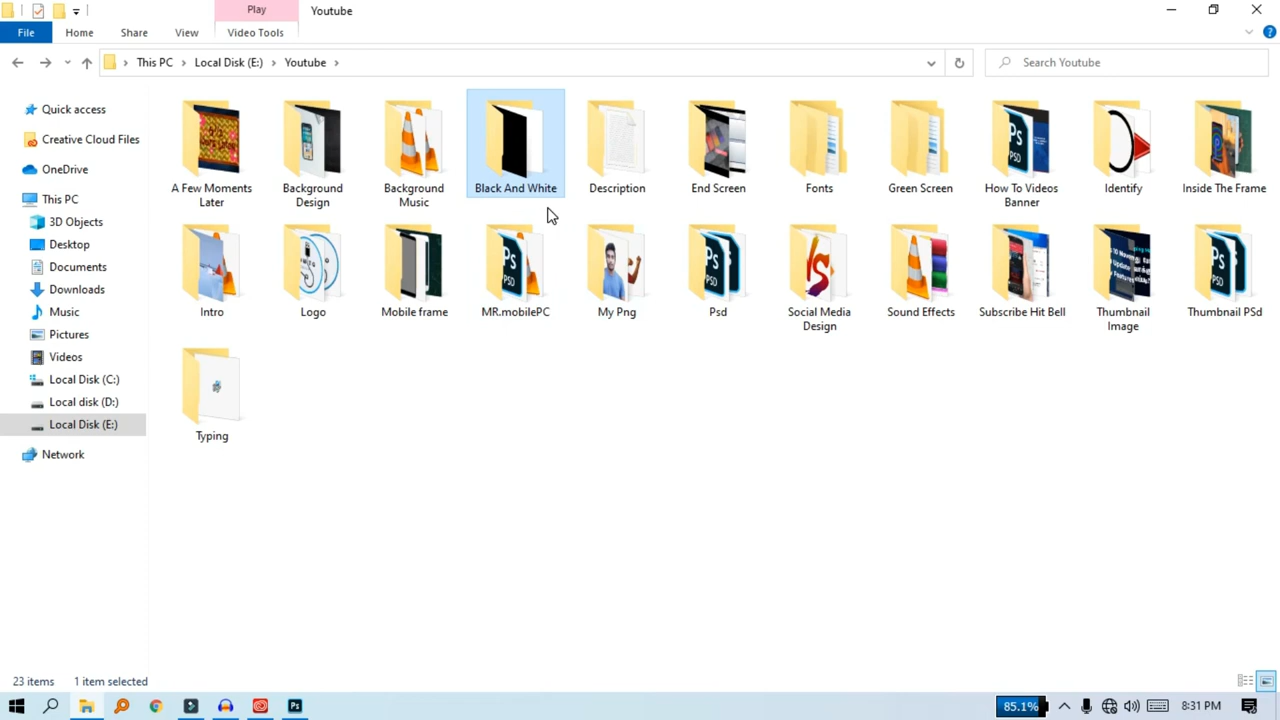 Play Youtube
File Home Share View Video Tools
This PC Local Disk (E:) Youtube Search Youtube
Quick access
Creative Cloud Files
OneDrive
This PC
3D Objects
Desktop
Documents
Downloads
Music
Pictures
Videos
Local Disk (C:)
Local disk (D:)
Local Disk (E:)
Network
A Few Moments
Later
Background
Design
Background
Music
Black And White
Description
End Screen
Fonts
Green Screen
How To Videos
Banner
Identify
Inside The Frame
Intro
Logo
Mobile frame
MR.mobilePC
My Png
Psd
Social Media
Design
Sound Effects
Subscribe Hit Bell
Thumbnail
Image
Thumbnail PSd
Typing
23 items 1 item selected
85.1% 8:31 PM